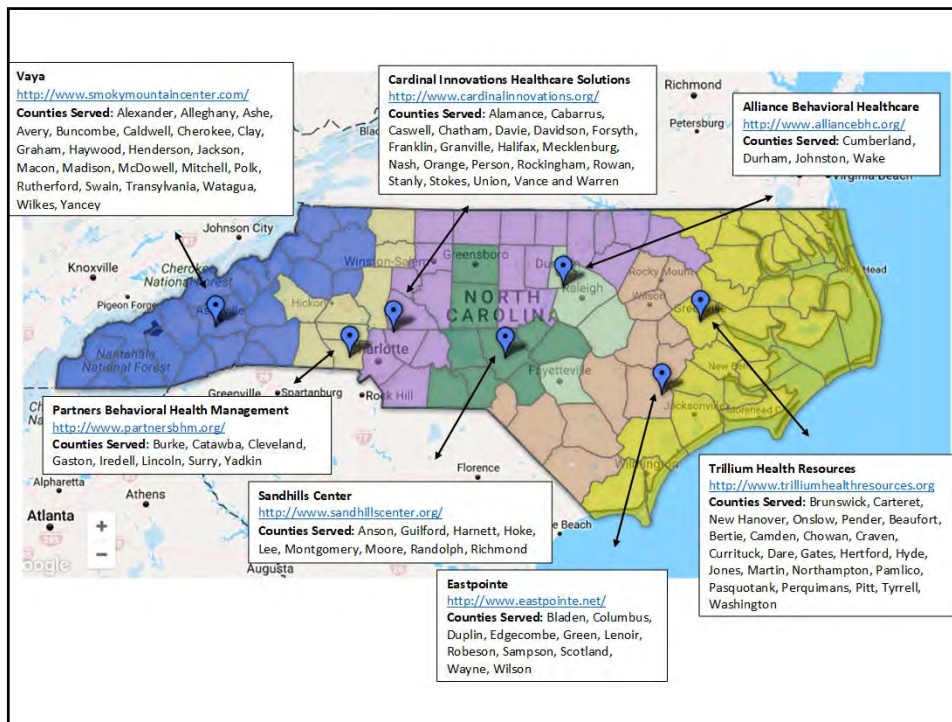 Vaya
http://www.smokymountaincenter.com/
Counties Served: Alexander, Alleghany, Ashe,
Avery, Buncombe, Caldwell, Cherokee, Clay,
Graham, Haywood, Henderson, Jackson,
Macon, Madison, McDowell, Mitchell, Polk,
Rutherford, Swain, Transylvania, Watagua,
Wilkes, Yancey
Cardinal Innovations Healthcare Solutions
http://www.cardinalinnovations.org/
Counties Served: Alamance, Cabarrus,
Caswell, Chatham, Davie, Davidson, Forsyth,
Franklin, Granville, Halifax, Mecklenburg,
Nash, Orange, Person, Rockingham, Rowan,
Stanly, Stokes, Union, Vance and Warren
Richmond
Petersburg
Alliance Behavioral Healthcare
http://www.alliancebhc.org/
Counties Served: Cumberland,
Durham, Johnston, Wake
Virginia Beach
Johnson City
Knoxville
Cherokee
National Forest
Pigeon Forge
Winston-Salem
Greensboro
Raleigh
Rocky Mount
Wilson
Hickory
NORTH
CAROLINA
Charlotte
Nantahala
National Forest
Fayetteville
New Bern
Jacksonville
Morehead C
Wilmington
Greenville
Spartanburg
Rock Hill
Partners Behavioral Health Management
http://www.partnersbhm.org/
Counties Served: Burke, Catawba, Cleveland,
Gaston, Iredell, Lincoln, Surry, Yadkin
77
Florence
Sandhills Center
http://www.sandhillscenter.org/
Counties Served: Anson, Guilford, Harnett, Hoke,
Lee, Montgomery, Moore, Randolph, Richmond
Trillium Health Resources
http://www.trilliumhealthresources.org
Counties Served: Brunswick, Carteret,
New Hanover, Onslow, Pender, Beaufort,
Bertie, Camden, Chowan, Craven,
Currituck, Dare, Gates, Hertford, Hyde,
Jones, Martin, Northampton, Pamlico,
Pasquotank, Perquimans, Pitt, Tyrrell,
Washington
Alpharetta
Athens
Atlanta
+
−
Augusta
Beach
Eastpointe
http://www.eastpointe.net/
Counties Served: Bladen, Columbus,
Duplin, Edgecombe, Green, Lenoir,
Robeson, Sampson, Scotland,
Wayne, Wilson